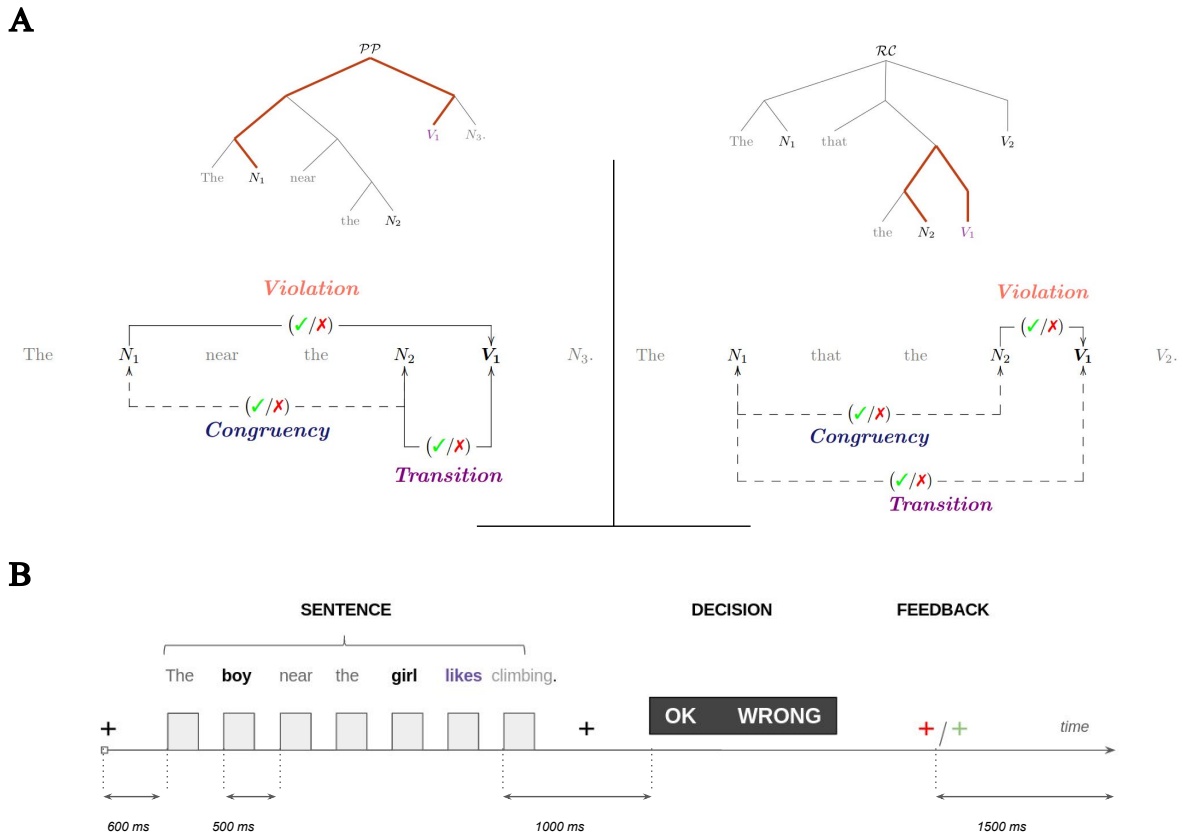 A
𝒫𝒫
The N₁ near the N₂ V₁ N₃.
ℛ𝒞
The N₁ that the N₂ V₁ V₂
Violation
(✓/✗)
The N₁ near the N₂ V₁ N₃.
(✓/✗)
Congruency
(✓/✗)
Transition
Violation
(✓/✗)
The N₁ that the N₂ V₁ V₂.
(✓/✗)
Congruency
(✓/✗)
Transition
B
SENTENCE DECISION FEEDBACK
The boy near the girl likes climbing.
+ + OK WRONG + / + time
600 ms 500 ms 1000 ms 1500 ms